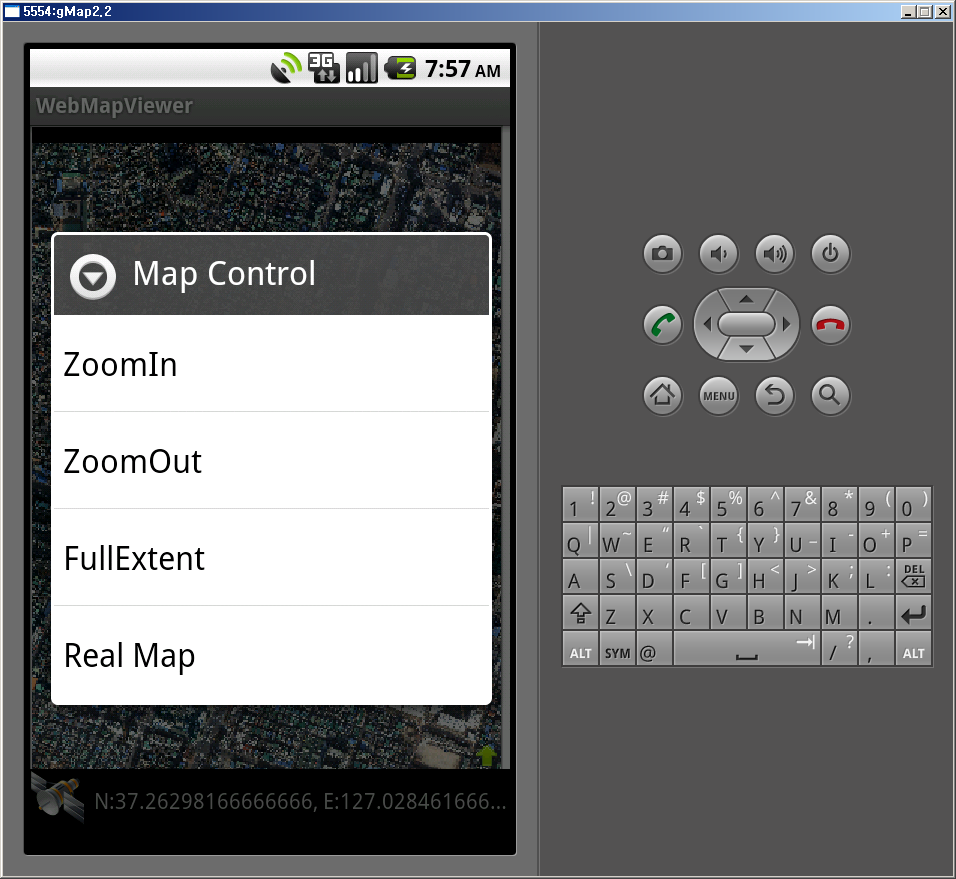 5554:gMap2,2
3G
7:57 AM
WebMapViewer
Map Control
ZoomIn
ZoomOut
FullExtent
Real Map
N:37.26298166666666, E:127.028461666...
MENU
1 ! 2 @ 3 # 4 $ 5 % 6 ^ 7 & 8 * 9 ( 0 )
Q | W ~ E " R ` T { Y } U _ I - O + P =
A S \ D ' F [ G ] H < J > K ; L : DEL
Z X C V B N M .
ALT SYM @ / ? , ALT